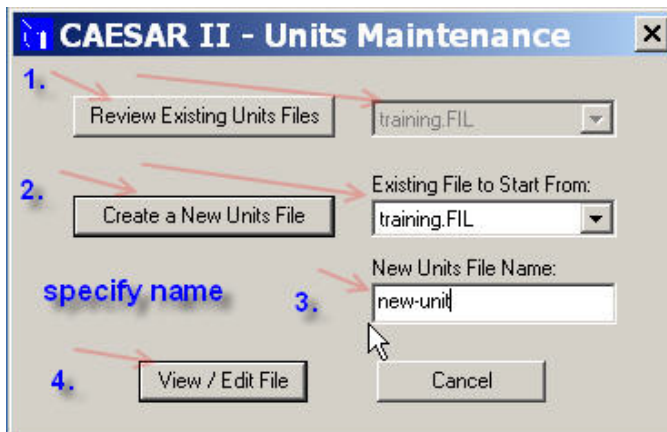 CAESAR II - Units Maintenance
1.
Review Existing Units Files
training.FIL
2.
Existing File to Start From:
Create a New Units File
training.FIL
New Units File Name:
specify name
3.
new-unit
4.
View / Edit File
Cancel